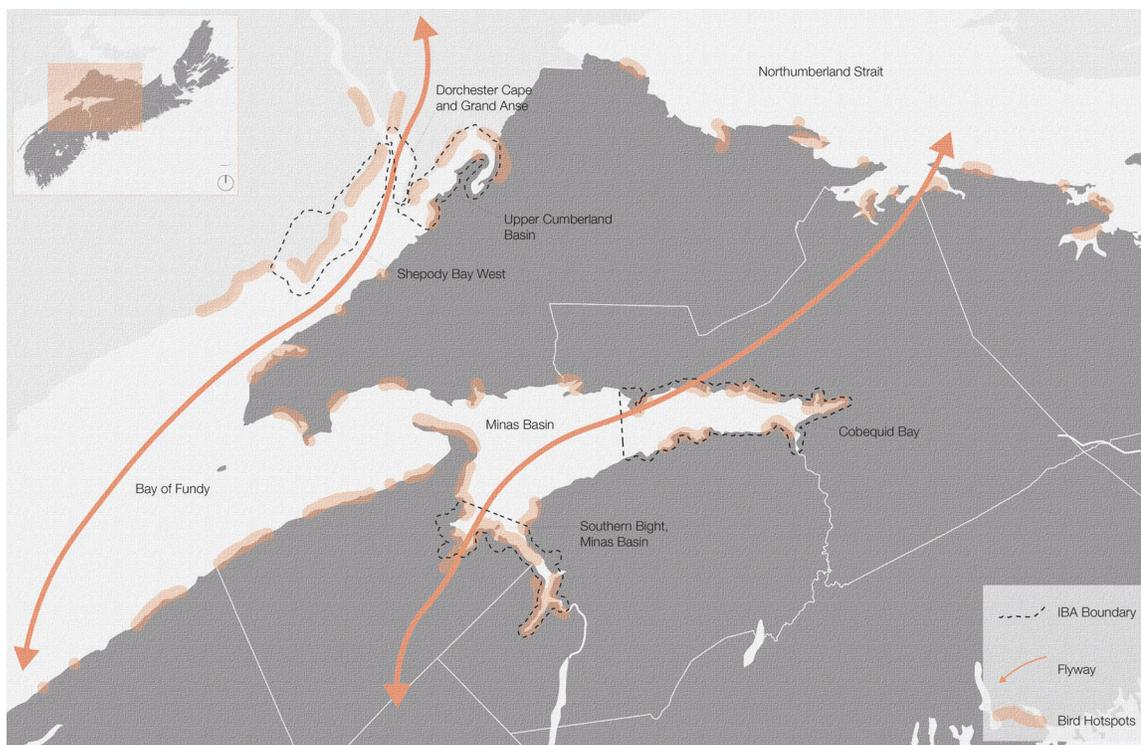 Northumberland Strait
Dorchester Cape
and Grand Anse
Upper Cumberland
Basin
Shepody Bay West
Minas Basin
Cobequid Bay
Bay of Fundy
Southern Bight,
Minas Basin
IBA Boundary
Flyway
Bird Hotspots